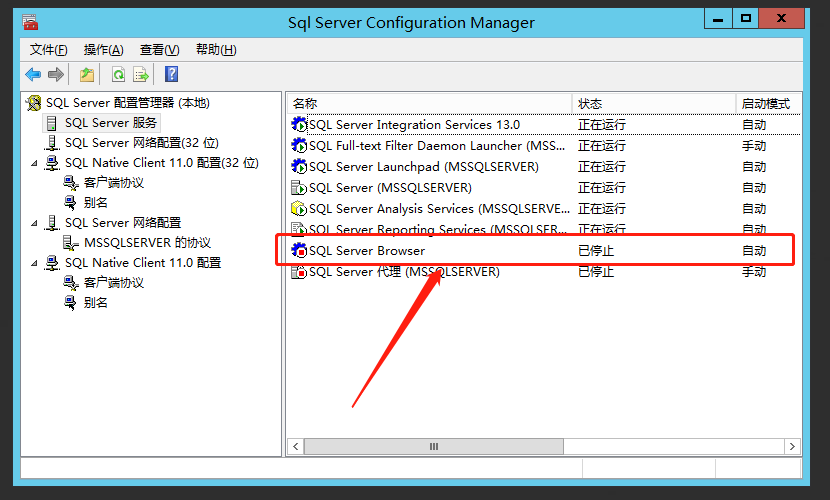 Sql Server Configuration Manager
文件(F) 操作(A) 查看(V) 帮助(H)
SQL Server 配置管理器 (本地)
SQL Server 服务
SQL Server 网络配置(32 位)
SQL Native Client 11.0 配置(32 位)
客户端协议
别名
SQL Server 网络配置
MSSQLSERVER 的协议
SQL Native Client 11.0 配置
客户端协议
别名
名称 状态 启动模式
SQL Server Integration Services 13.0 正在运行 自动
SQL Full-text Filter Daemon Launcher (MSS... 正在运行 手动
SQL Server Launchpad (MSSQLSERVER) 正在运行 自动
SQL Server (MSSQLSERVER) 正在运行 自动
SQL Server Analysis Services (MSSQLSERVE... 正在运行 自动
SQL Server Reporting Services (MSSQLSER... 正在运行 自动
SQL Server Browser 已停止 自动
SQL Server 代理 (MSSQLSERVER) 已停止 手动